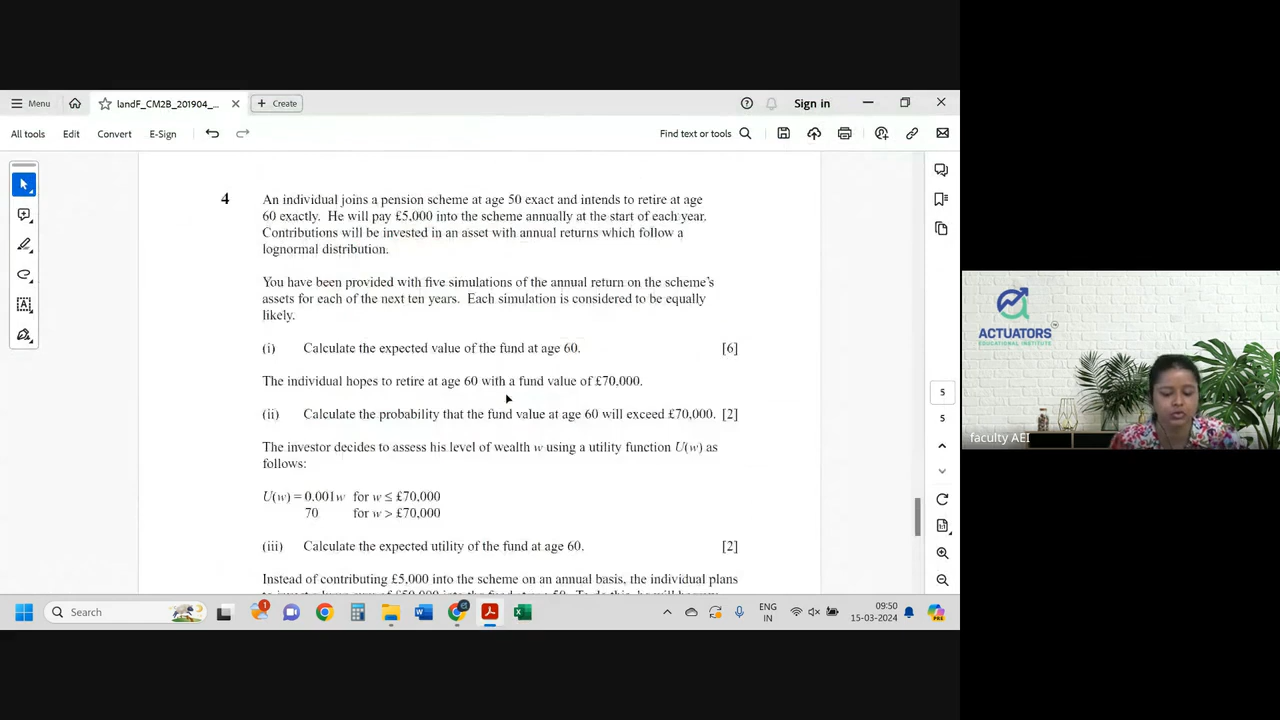 Menu
landF_CM2B_201904_...
Create
Sign in
All tools
Edit
Convert
E-Sign
Find text or tools
4
An individual joins a pension scheme at age 50 exact and intends to retire at age
60 exactly. He will pay £5,000 into the scheme annually at the start of each year.
Contributions will be invested in an asset with annual returns which follow a
lognormal distribution.
You have been provided with five simulations of the annual return on the scheme's
assets for each of the next ten years. Each simulation is considered to be equally
likely.
(i) Calculate the expected value of the fund at age 60. [6]
The individual hopes to retire at age 60 with a fund value of £70,000.
(ii) Calculate the probability that the fund value at age 60 will exceed £70,000. [2]
The investor decides to assess his level of wealth w using a utility function U(w) as
follows:
U(w) = 0.001w for w ≤ £70,000
70 for w > £70,000
(iii) Calculate the expected utility of the fund at age 60. [2]
Instead of contributing £5,000 into the scheme on an annual basis, the individual plans
5
5
ACTUATORS
EDUCATIONAL INSTITUTE
TM
faculty AEI
Search
1
ENG
IN
09:50
15-03-2024
PRE